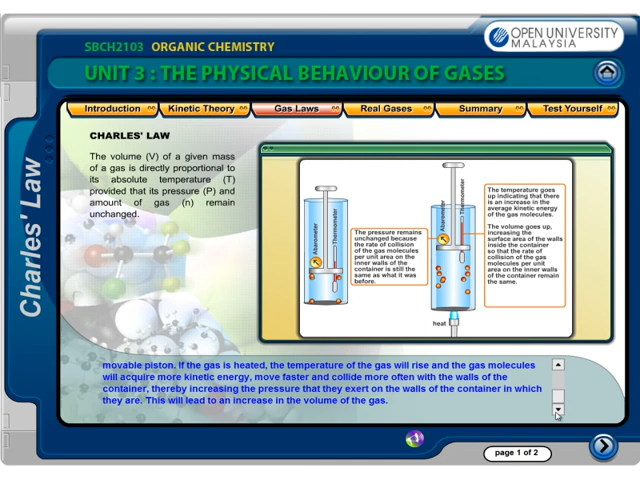 OPEN UNIVERSITY
MALAYSIA
SBCH2103 ORGANIC CHEMISTRY
UNIT 3 : THE PHYSICAL BEHAVIOUR OF GASES
Introduction
Kinetic Theory
Gas Laws
Real Gases
Summary
Test Yourself
Charles' Law
CHARLES' LAW
The volume (V) of a given mass
of a gas is directly proportional to
its absolute temperature (T)
provided that its pressure (P) and
amount of gas (n) remain
unchanged.
Abarometer
Thermometer
The pressure remains
unchanged because
the rate of collision
of the gas molecules
per unit area on the
inner walls of the
container is still the
same as what it was
before.
Abarometer
Thermometer
The temperature goes
up indicating that there
is an increase in the
average kinetic energy
of the gas molecules.
The volume goes up,
increasing the
surface area of the walls
inside the container
so that the rate of
collision of the gas
molecules per unit
area on the inner walls
of the container remain
the same.
heat
movable piston. If the gas is heated, the temperature of the gas will rise and the gas molecules
will acquire more kinetic energy, move faster and collide more often with the walls of the
container, thereby increasing the pressure that they exert on the walls of the container in which
they are. This will lead to an increase in the volume of the gas.
page 1 of 2